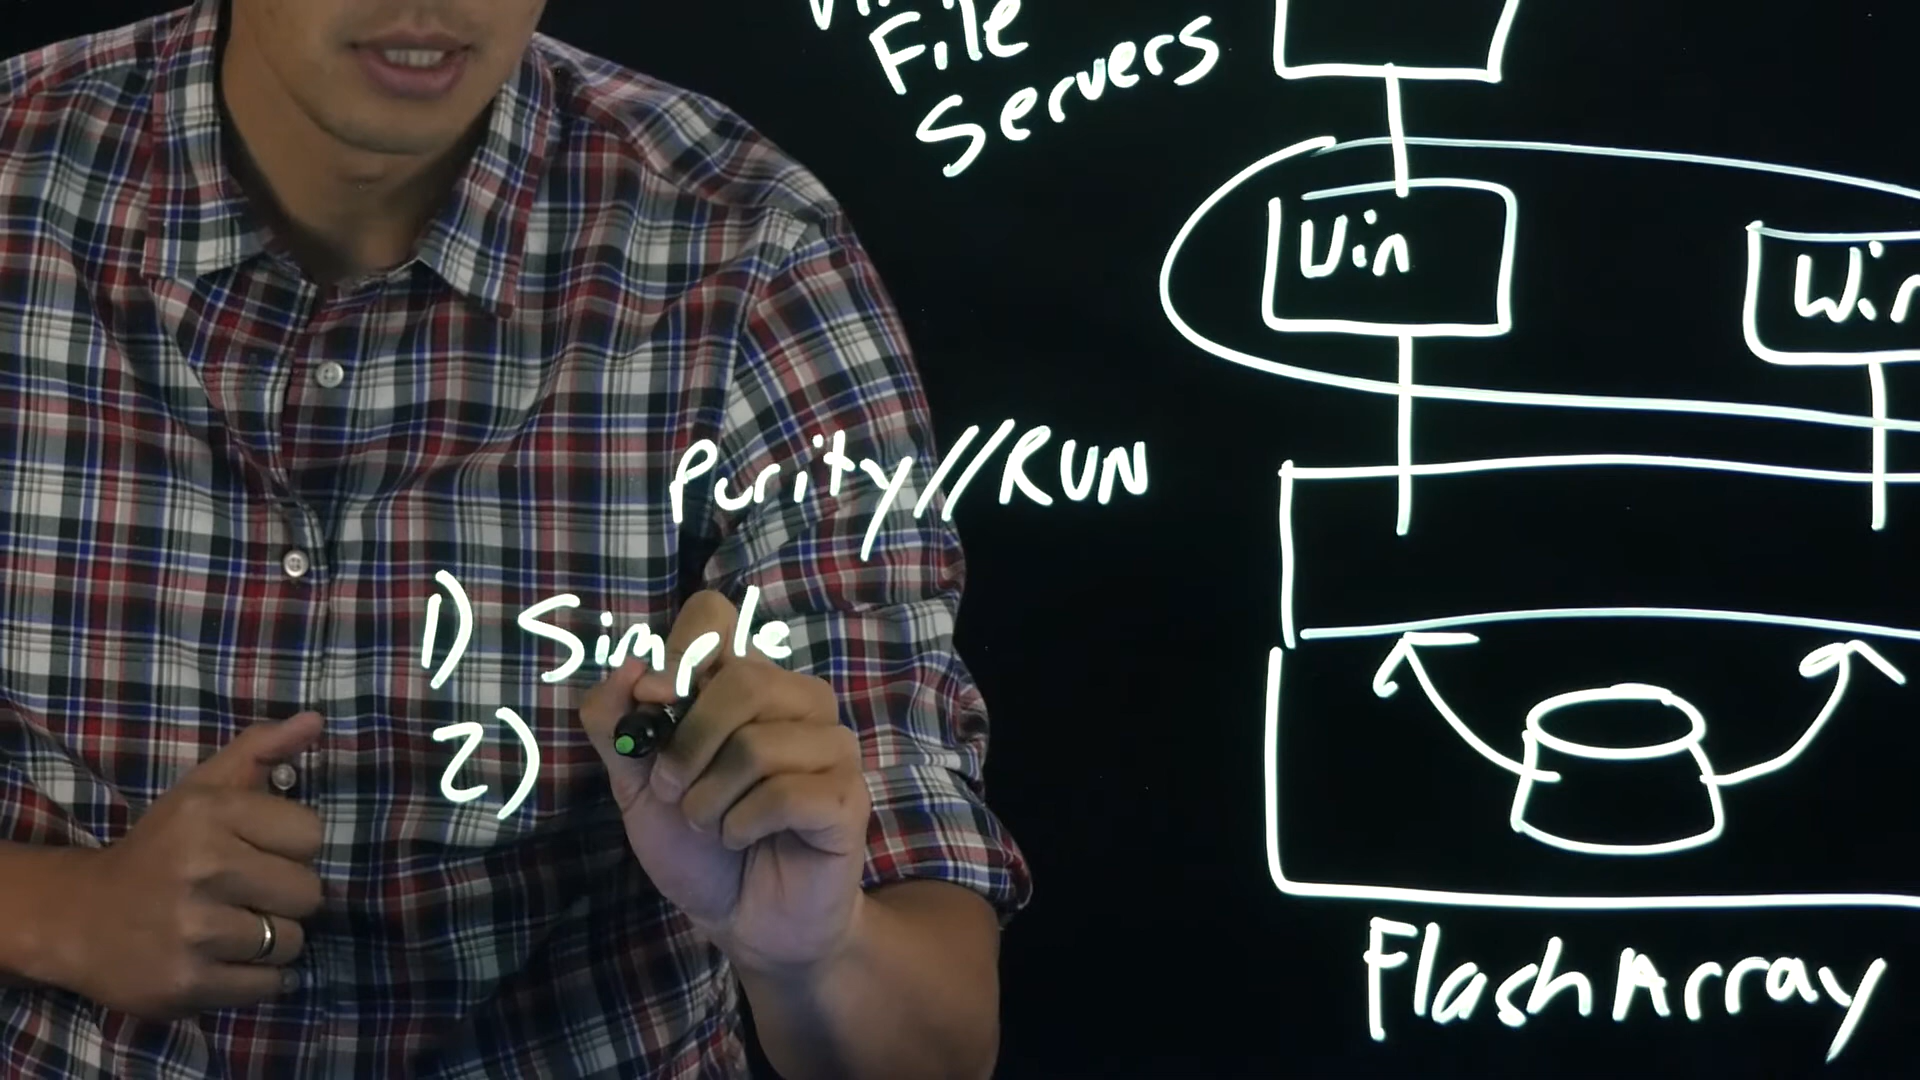 File
Servers
Win
Win
Purity//RUN
1) Simple
2)
FlashArray